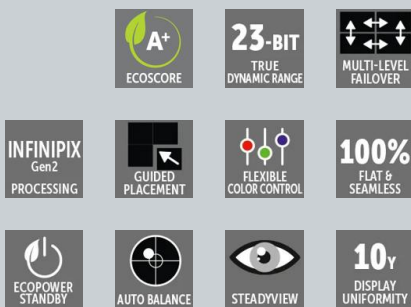 A+
ECOSCORE
23-BIT
TRUE
DYNAMIC RANGE
MULTI-LEVEL
FAILOVER
INFINIPIX
Gen2
PROCESSING
GUIDED
PLACEMENT
FLEXIBLE
COLOR CONTROL
100%
FLAT &
SEAMLESS
ECOPOWER
STANDBY
AUTO BALANCE
STEADYVIEW
10Y
DISPLAY
UNIFORMITY